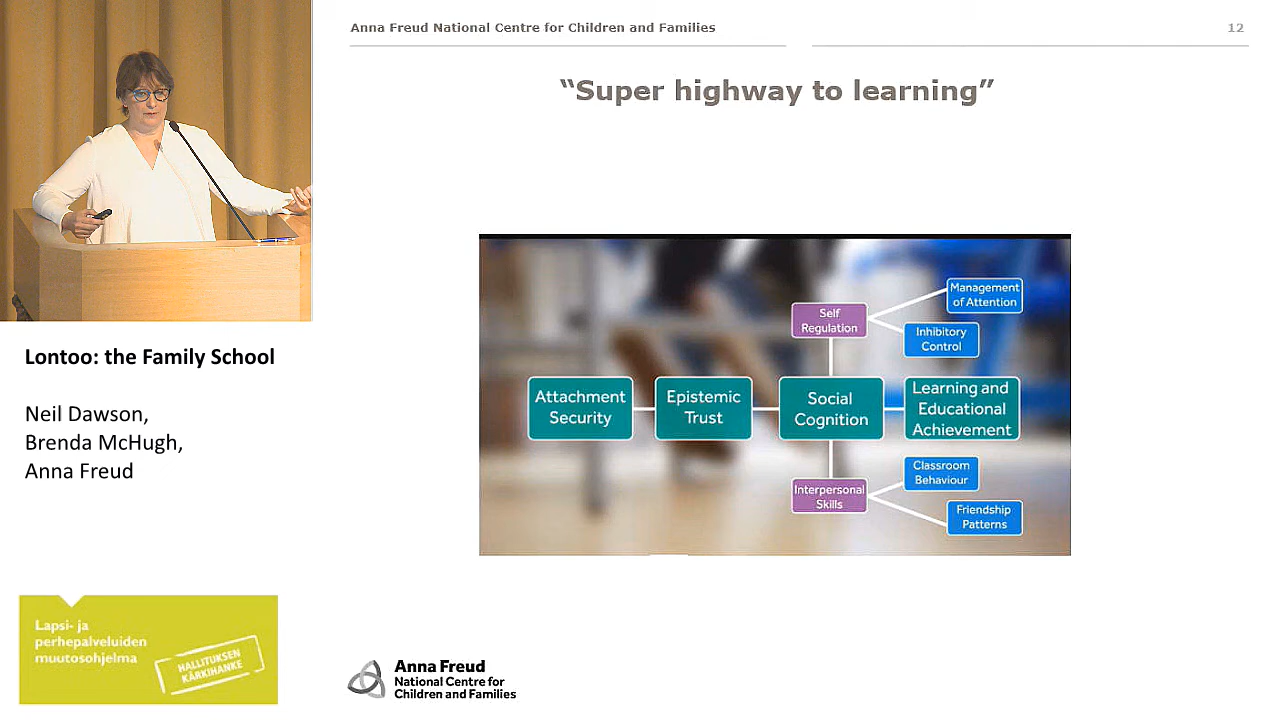 Anna Freud National Centre for Children and Families
12
“Super highway to learning”
Attachment
Security
Epistemic
Trust
Social
Cognition
Learning and
Educational
Achievement
Self
Regulation
Management
of Attention
Inhibitory
Control
Interpersonal
Skills
Classroom
Behaviour
Friendship
Patterns
Lontoo: the Family School
Neil Dawson,
Brenda McHugh,
Anna Freud
Lapsi- ja
perhepalveluiden
muutosohjelma
HALLITUKSEN
KÄRKIHANKE
Anna Freud
National Centre for
Children and Families